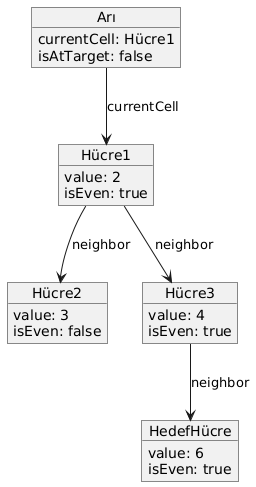 Arı
currentCell: Hücre1
isAtTarget: false
currentCell
Hücre1
value: 2
isEven: true
neighbor
neighbor
Hücre2
value: 3
isEven: false
Hücre3
value: 4
isEven: true
neighbor
HedefHücre
value: 6
isEven: true